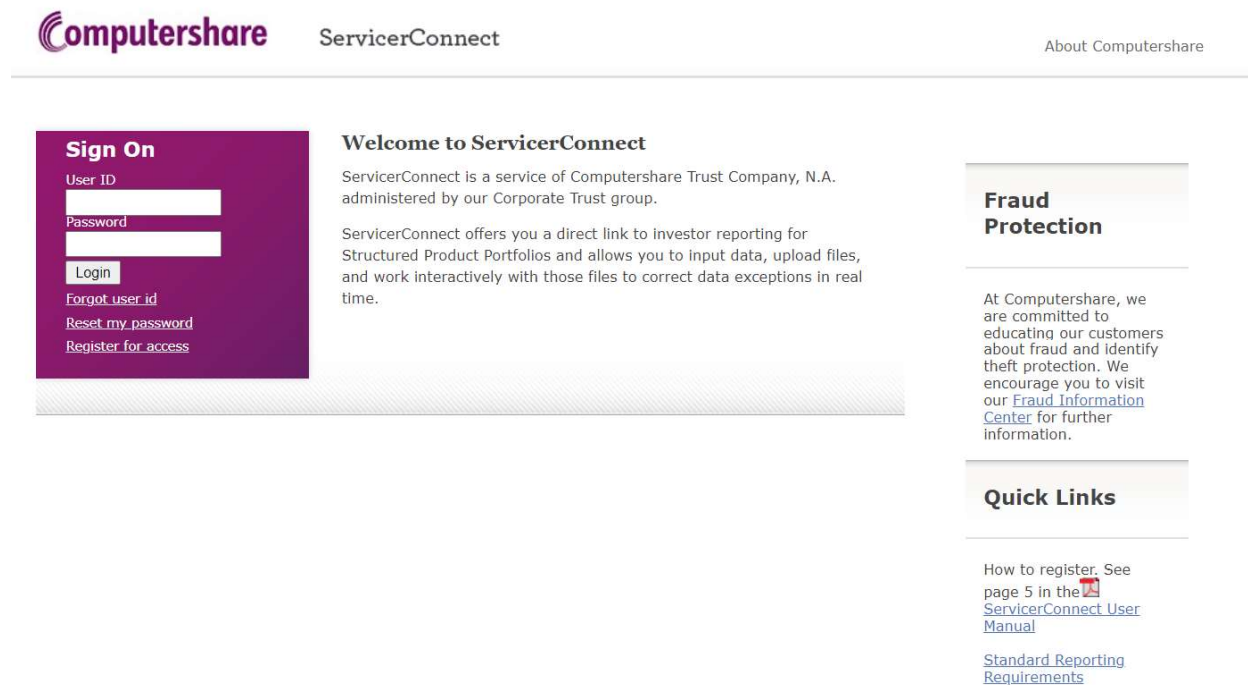 Computershare
ServicerConnect
About Computershare
Sign On
User ID
Password
Login
Forgot user id
Reset my password
Register for access
Welcome to ServicerConnect
ServicerConnect is a service of Computershare Trust Company, N.A.
administered by our Corporate Trust group.
ServicerConnect offers you a direct link to investor reporting for
Structured Product Portfolios and allows you to input data, upload files,
and work interactively with those files to correct data exceptions in real
time.
Fraud
Protection
At Computershare, we
are committed to
educating our customers
about fraud and identify
theft protection. We
encourage you to visit
our Fraud Information
Center for further
information.
Quick Links
How to register. See
page 5 in the
ServicerConnect User
Manual
Standard Reporting
Requirements